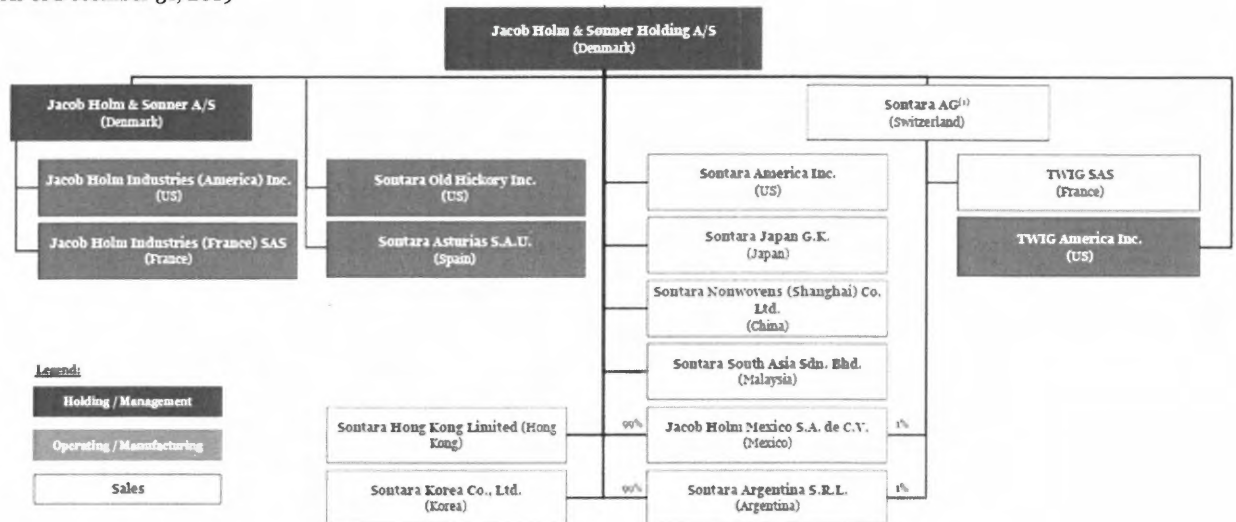 Jacob Holm & Sønner Holding A/S
(Denmark)
Jacob Holm & Sønner A/S
(Denmark)
Sontara AG(1)
(Switzerland)
Jacob Holm Industries (America) Inc.
(US)
Sontara Old Hickory Inc.
(US)
Sontara America Inc.
(US)
TWIG SAS
(France)
Jacob Holm Industries (France) SAS
(France)
Sontara Asturias S.A.U.
(Spain)
Sontara Japan G.K.
(Japan)
TWIG America Inc.
(US)
Sontara Nonwovens (Shanghai) Co.
Ltd.
(China)
Sontara South Asia Sdn. Bhd.
(Malaysia)
Legend:
Holding / Management
Operating / Manufacturing
Sales
Sontara Hong Kong Limited (Hong
Kong)
99%
Jacob Holm Mexico S.A. de C.V.
(Mexico)
1%
Sontara Korea Co., Ltd.
(Korea)
99%
Sontara Argentina S.R.L.
(Argentina)
1%